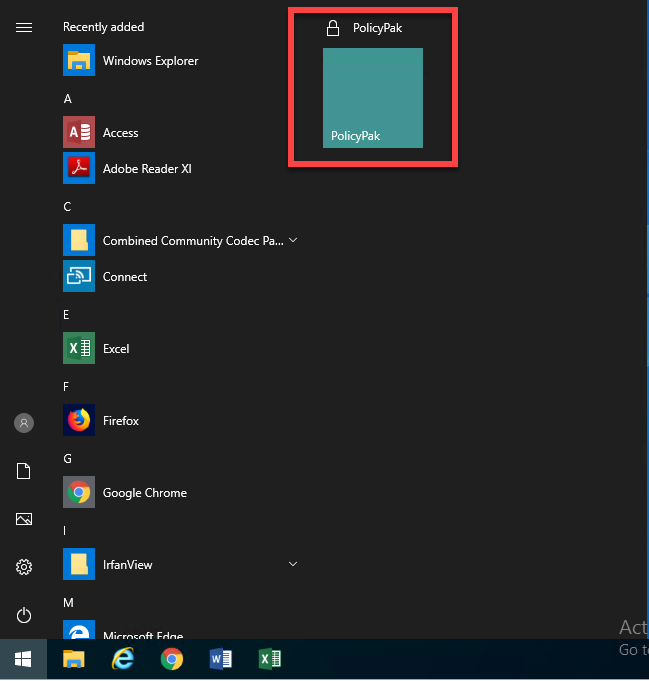 Recently added
Windows Explorer
A
Access
Adobe Reader XI
C
Combined Community Codec Pa...
Connect
E
Excel
F
Firefox
G
Google Chrome
I
IrfanView
M
Microsoft Edge
PolicyPak
PolicyPak
Act
Go t